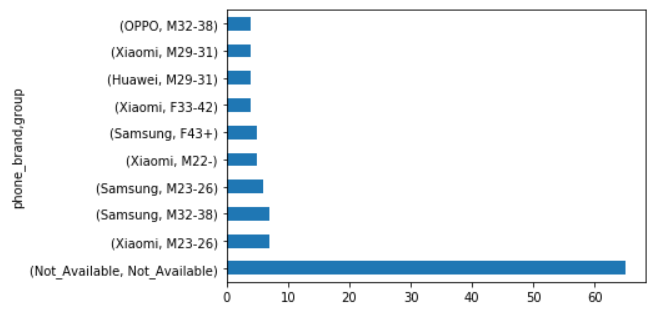 (OPPO, M32-38)
(Xiaomi, M29-31)
(Huawei, M29-31)
(Xiaomi, F33-42)
(Samsung, F43+)
(Xiaomi, M22-)
(Samsung, M23-26)
(Samsung, M32-38)
(Xiaomi, M23-26)
(Not_Available, Not_Available)
phone_brand,group
0 10 20 30 40 50 60